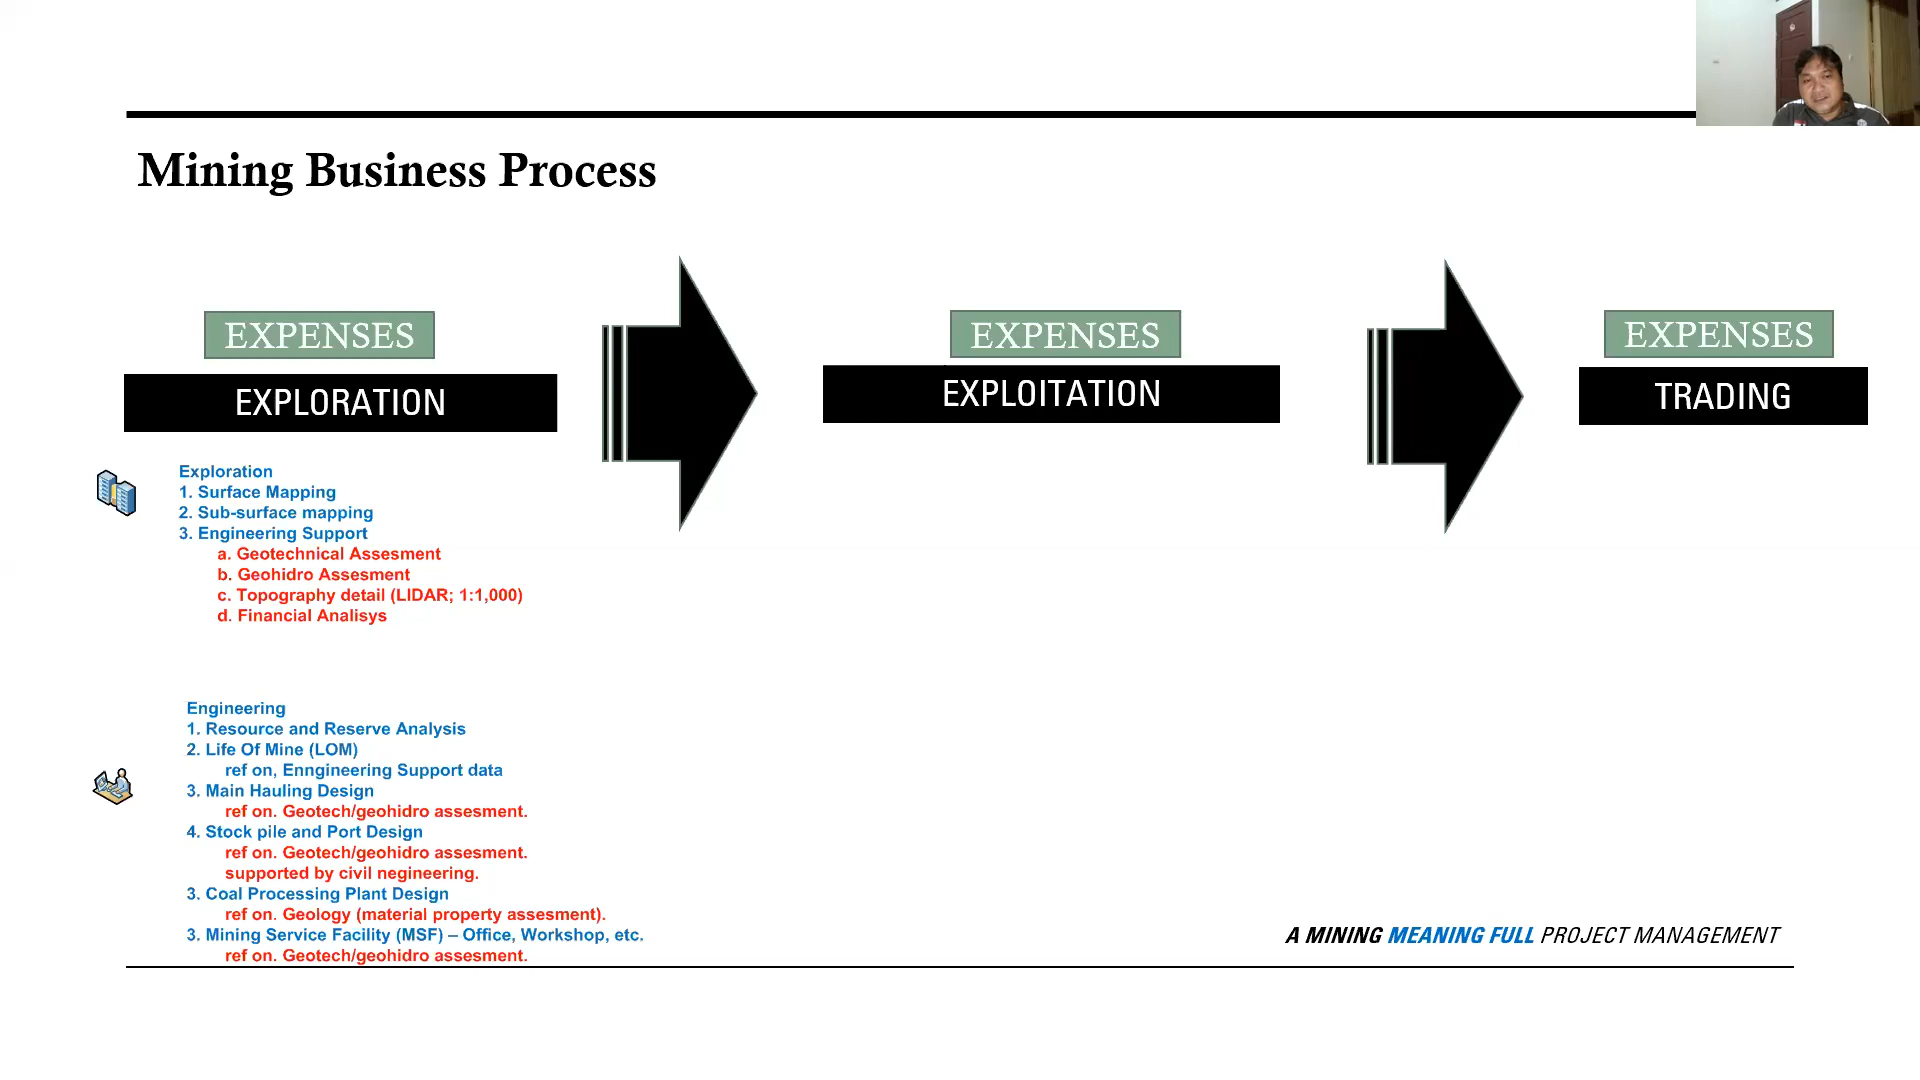 Mining Business Process
EXPENSES
EXPLORATION
EXPENSES
EXPLOITATION
EXPENSES
TRADING
Exploration
1. Surface Mapping
2. Sub-surface mapping
3. Engineering Support
a. Geotechnical Assesment
b. Geohidro Assesment
c. Topography detail (LIDAR; 1:1,000)
d. Financial Analisys
Engineering
1. Resource and Reserve Analysis
2. Life Of Mine (LOM)
ref on, Enngineering Support data
3. Main Hauling Design
ref on. Geotech/geohidro assesment.
4. Stock pile and Port Design
ref on. Geotech/geohidro assesment.
supported by civil negineering.
3. Coal Processing Plant Design
ref on. Geology (material property assesment).
3. Mining Service Facility (MSF) – Office, Workshop, etc.
ref on. Geotech/geohidro assesment.
A MINING MEANING FULL PROJECT MANAGEMENT